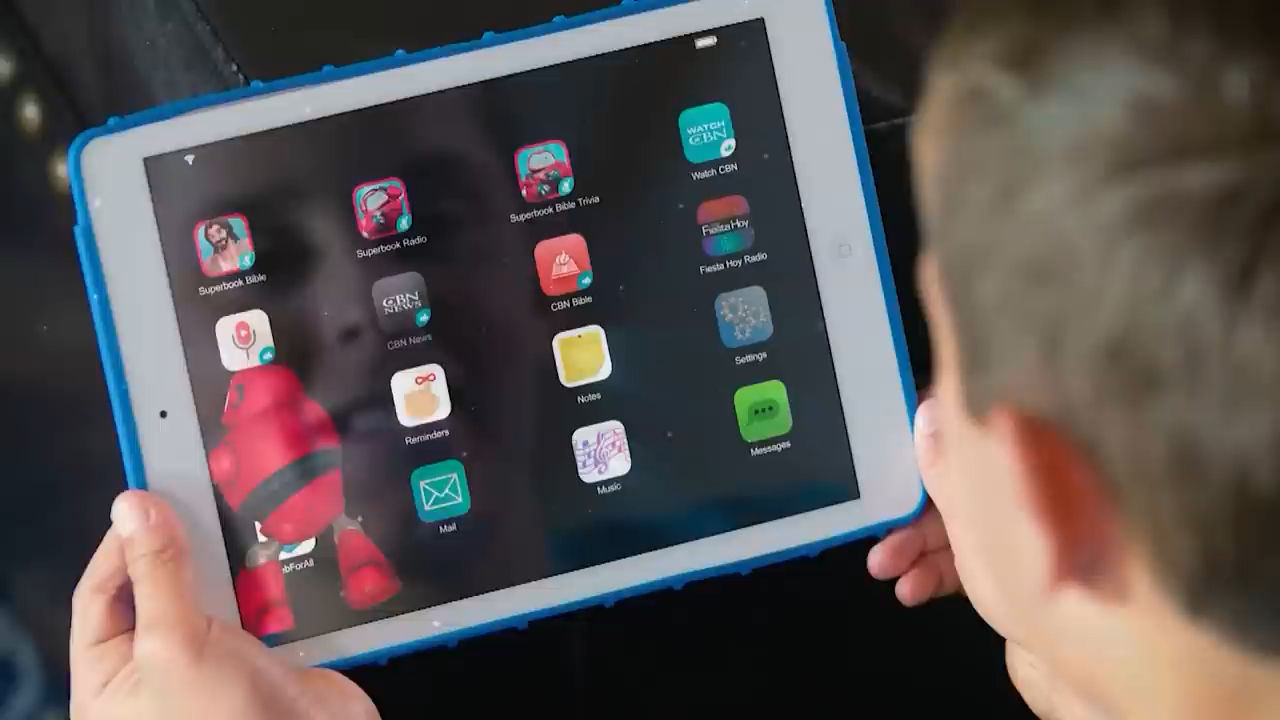 WATCH
CBN
Watch CBN
Superbook Bible Trivia
Superbook Radio
Superbook Bible
Fiesta Hoy
Fiesta Hoy Radio
CBN Bible
CBN
NEWS
CBN News
Settings
Notes
Reminders
Messages
Music
Mail
bForAll